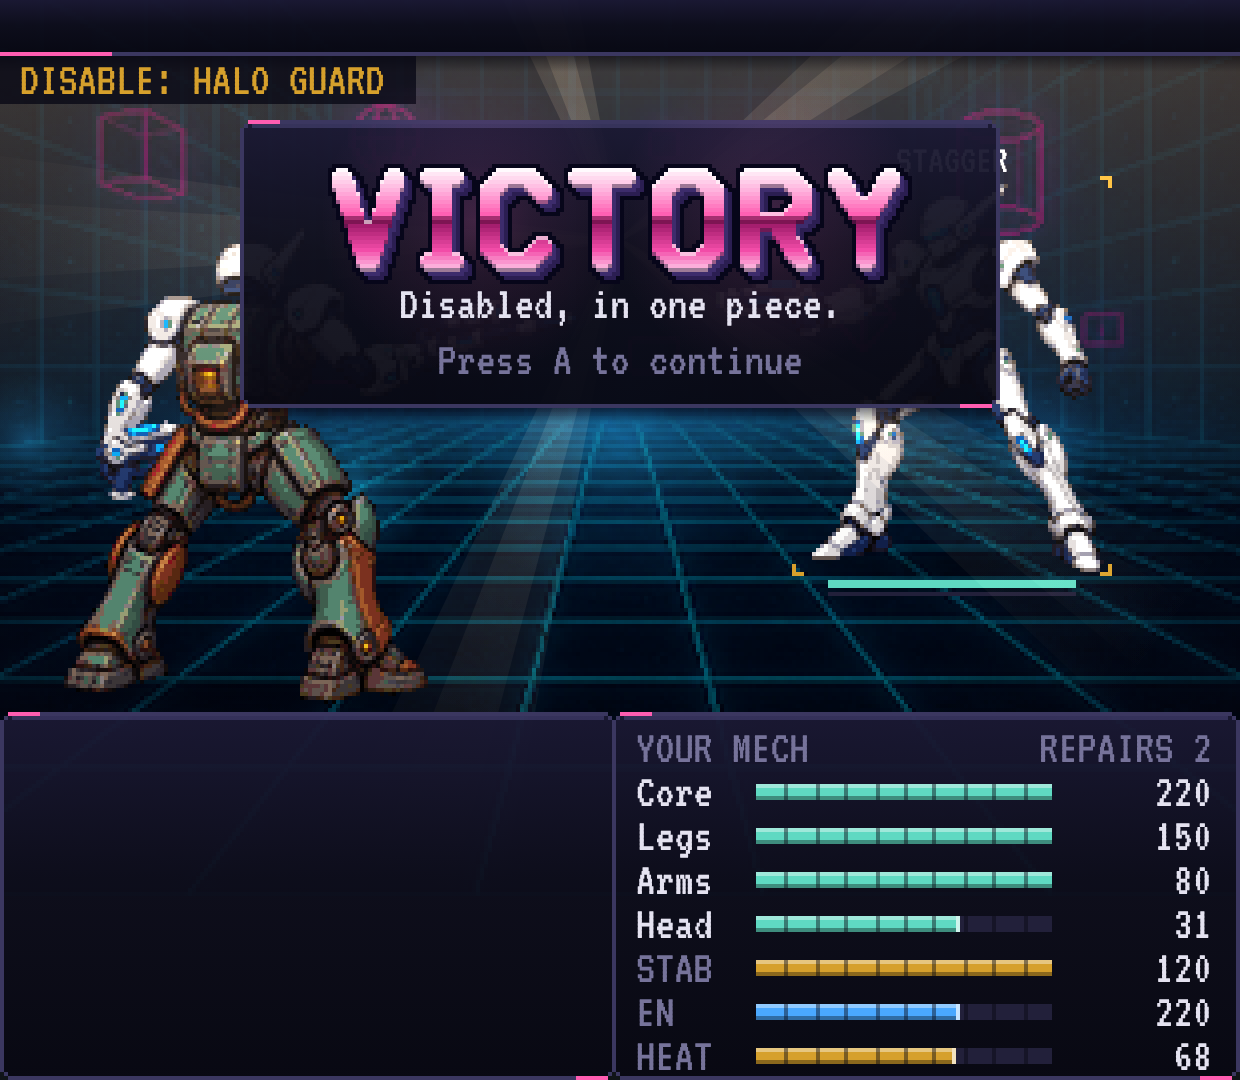 DISABLE: HALO GUARD
STAGGER
VICTORY
Disabled, in one piece.
Press A to continue
YOUR MECH REPAIRS 2
Core 220
Legs 150
Arms 80
Head 31
STAB 120
EN 220
HEAT 68